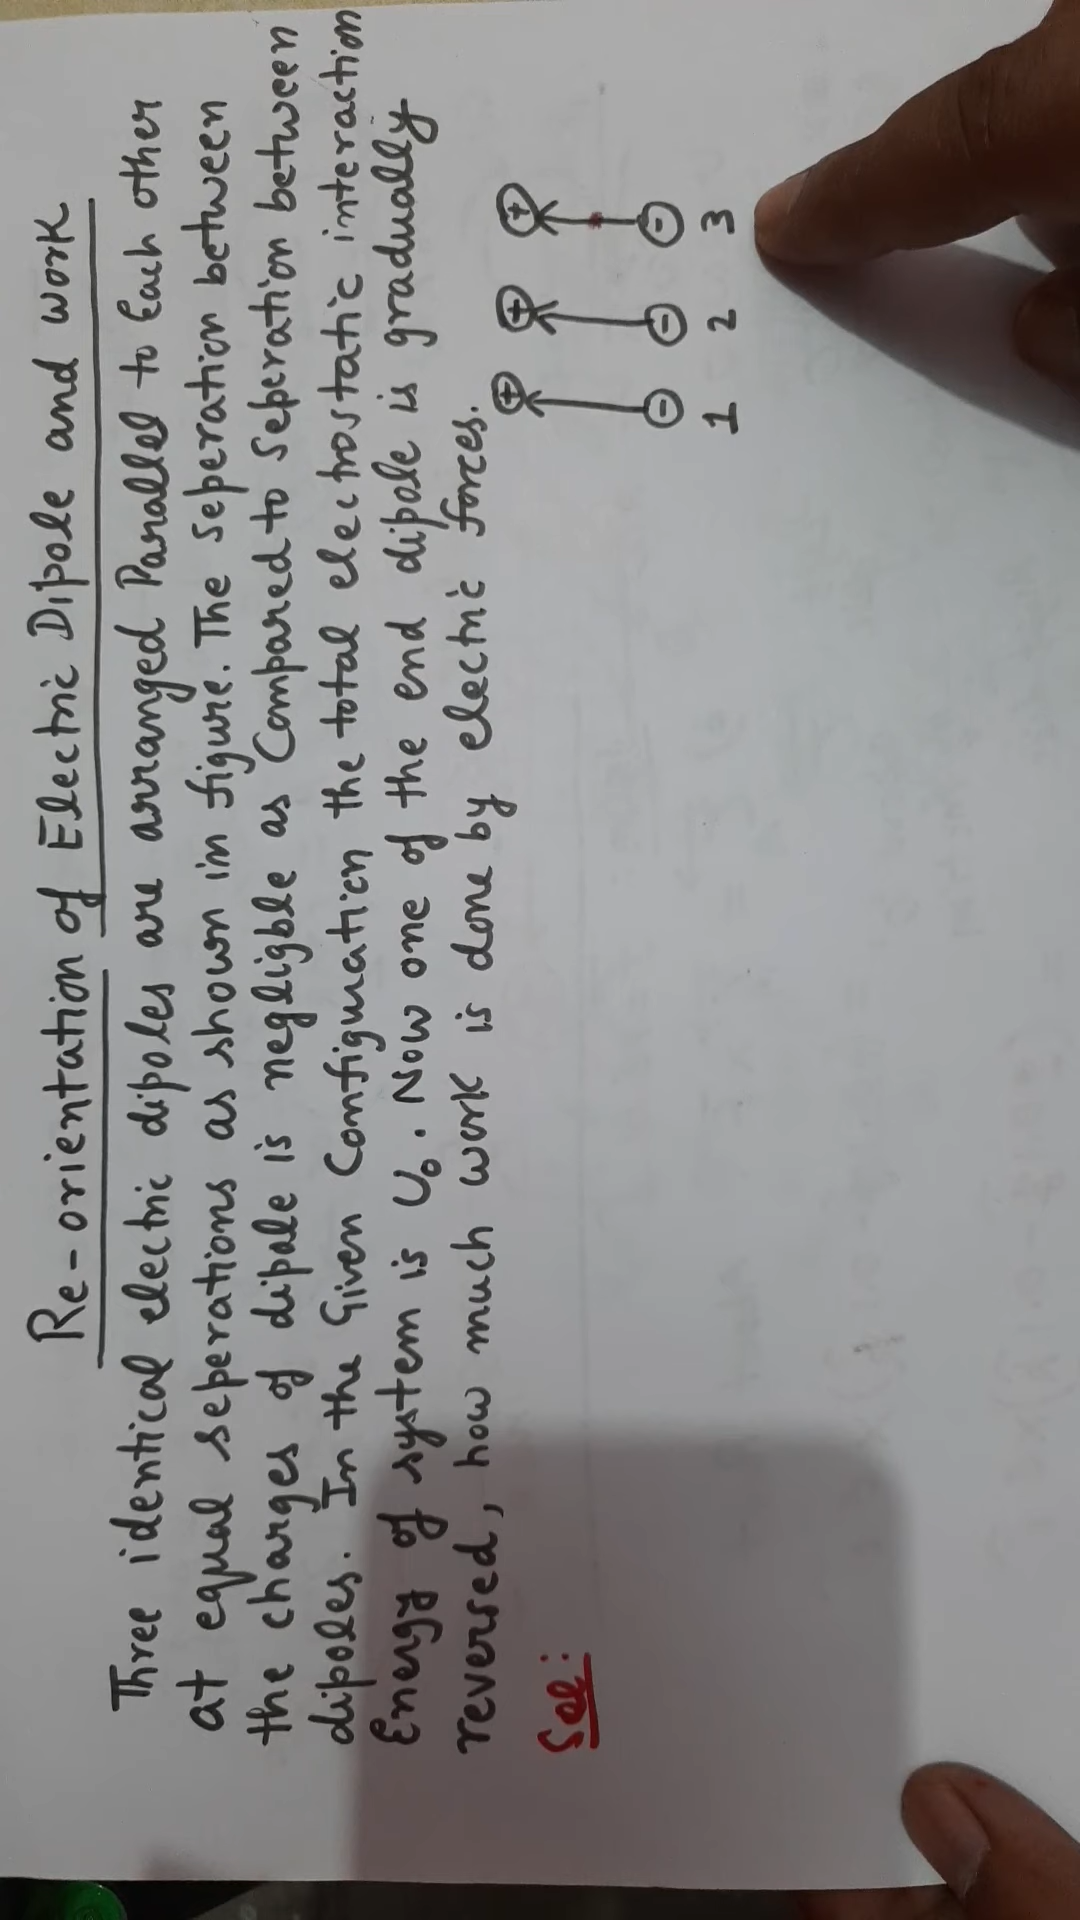 Re-orientation of Electric Dipole and work
Three identical electric dipoles are arranged Parallel to Each other
at equal seperations as shown in figure. The seperation between
the charges of dipole is negligble as Compared to seperation between
dipoles. In the Given Configuration the total electrostatic interaction
Energy of system is U₀. Now one of the end dipole is gradually
reversed, how much work is done by electric forces.
Sol:
+ + +
- - -
1 2 3